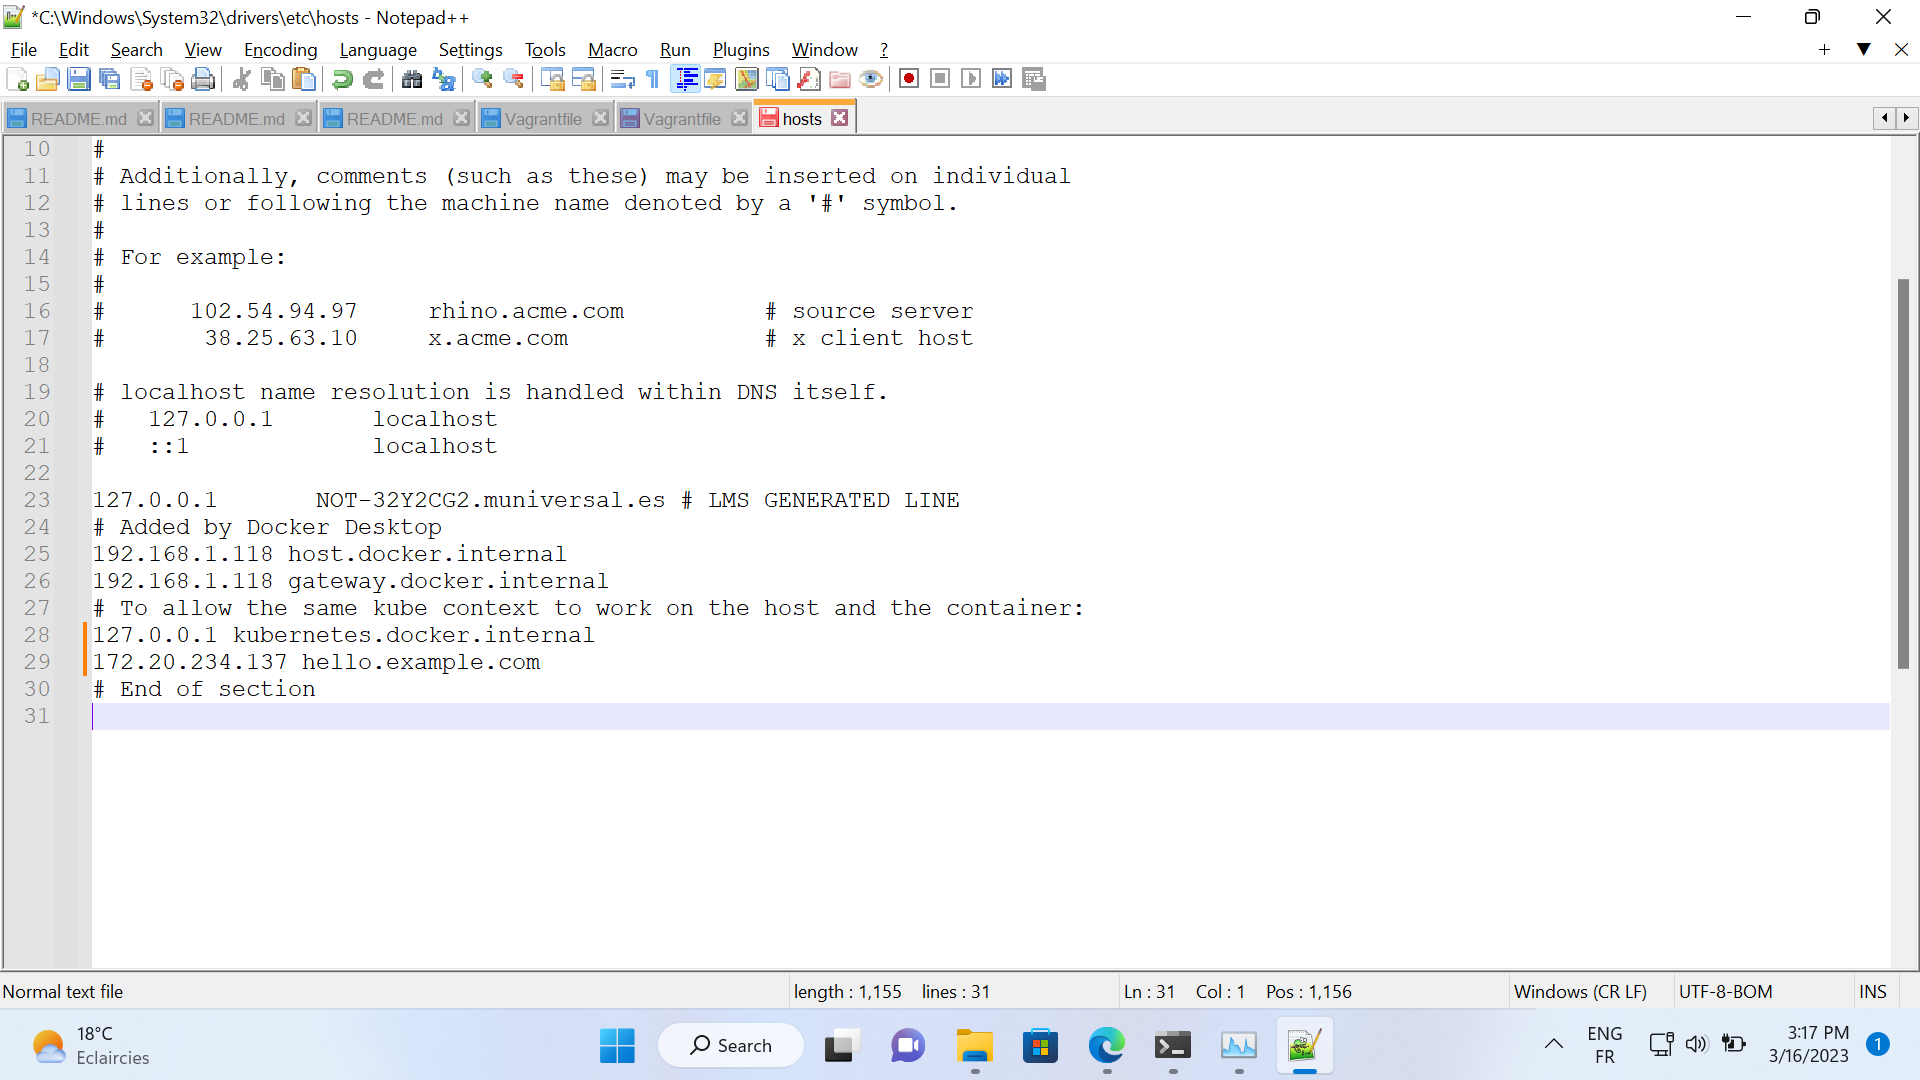 *C:\Windows\System32\drivers\etc\hosts - Notepad++
File Edit Search View Encoding Language Settings Tools Macro Run Plugins Window ?
README.md README.md README.md Vagrantfile Vagrantfile hosts
10 #
11 # Additionally, comments (such as these) may be inserted on individual
12 # lines or following the machine name denoted by a '#' symbol.
13 #
14 # For example:
15 #
16 # 102.54.94.97 rhino.acme.com # source server
17 # 38.25.63.10 x.acme.com # x client host
18
19 # localhost name resolution is handled within DNS itself.
20 # 127.0.0.1 localhost
21 # ::1 localhost
22
23 127.0.0.1 NOT-32Y2CG2.muniversal.es # LMS GENERATED LINE
24 # Added by Docker Desktop
25 192.168.1.118 host.docker.internal
26 192.168.1.118 gateway.docker.internal
27 # To allow the same kube context to work on the host and the container:
28 127.0.0.1 kubernetes.docker.internal
29 172.20.234.137 hello.example.com
30 # End of section
31
Normal text file length : 1,155 lines : 31 Ln : 31 Col : 1 Pos : 1,156 Windows (CR LF) UTF-8-BOM INS
18°C
Eclaircies
Search
ENG
FR
3:17 PM
3/16/2023
1